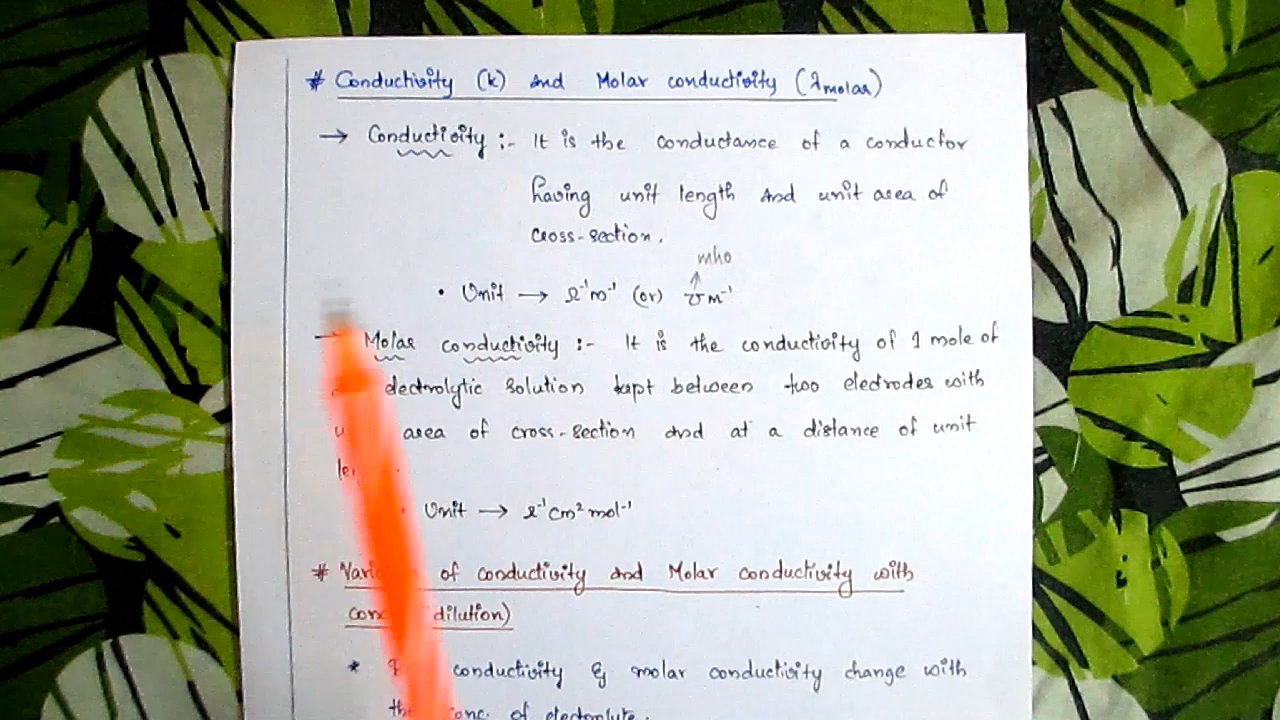 # Conductivity (k) and Molar conductivity (λmolar)
→ Conductivity :- It is the conductance of a conductor
having unit length and unit area of
cross-section.
mho
↑
• Unit → Ω⁻¹m⁻¹ (or) ℧m⁻¹
→ Molar conductivity :- It is the conductivity of 1 mole of
electrolytic solution kept between two electrodes with
area of cross-section and at a distance of unit
• Unit → Ω⁻¹cm²mol⁻¹
# of conductivity and Molar conductivity with
dilution)
* conductivity & molar conductivity change with
conc. of electrolyte.